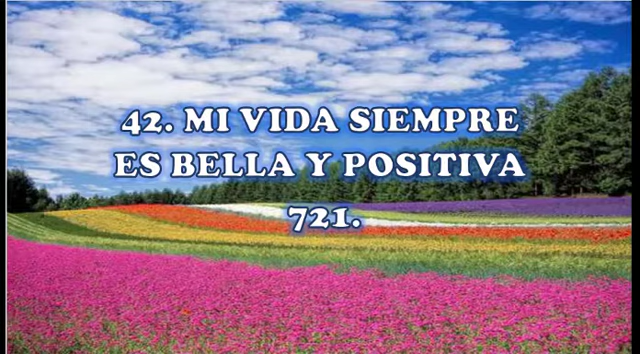 42. MI VIDA SIEMPRE
ES BELLA Y POSITIVA
721.